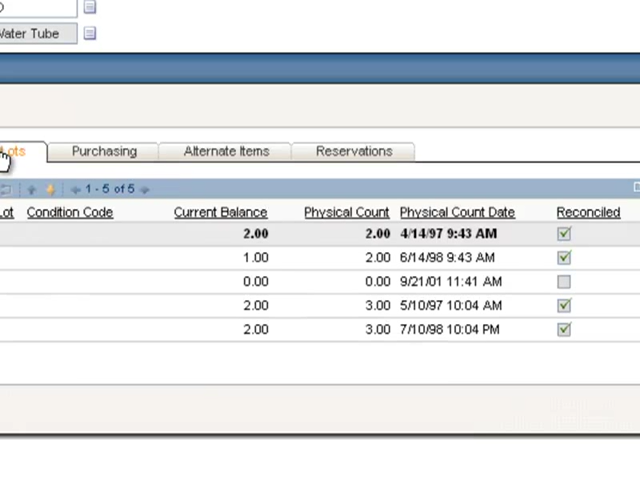 Water Tube
Lots Purchasing Alternate Items Reservations
1 - 5 of 5
Lot Condition Code Current Balance Physical Count Physical Count Date Reconciled
2.00 2.00 4/14/97 9:43 AM
1.00 2.00 6/14/98 9:43 AM
0.00 0.00 9/21/01 11:41 AM
2.00 3.00 5/10/97 10:04 AM
2.00 3.00 7/10/98 10:04 PM